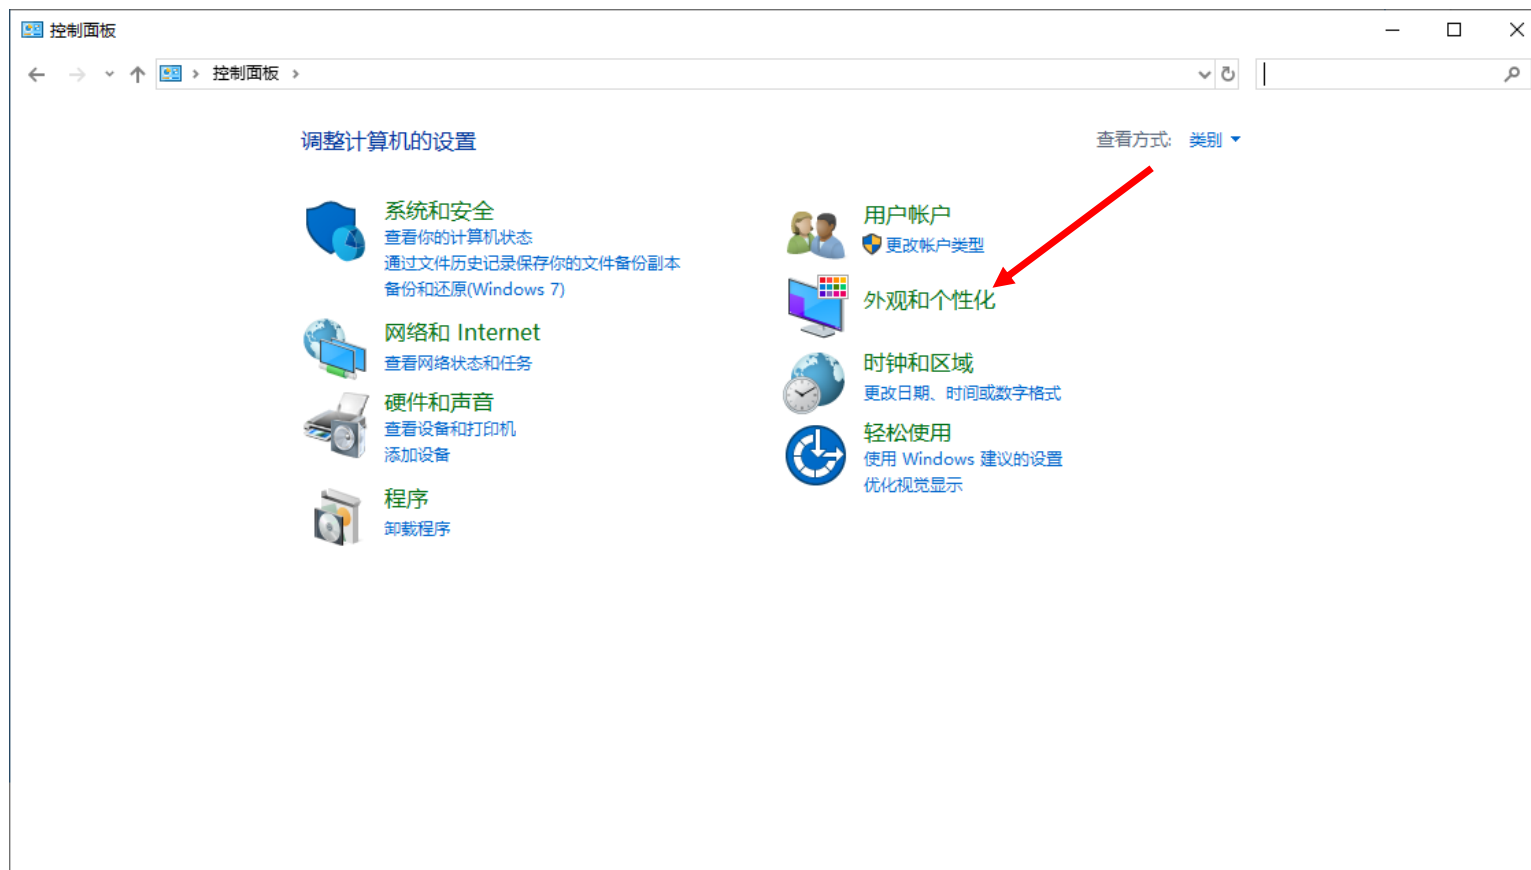 控制面板
控制面板
调整计算机的设置
查看方式: 类别
系统和安全
查看你的计算机状态
通过文件历史记录保存你的文件备份副本
备份和还原(Windows 7)
网络和 Internet
查看网络状态和任务
硬件和声音
查看设备和打印机
添加设备
程序
卸载程序
用户帐户
更改帐户类型
外观和个性化
时钟和区域
更改日期、时间或数字格式
轻松使用
使用 Windows 建议的设置
优化视觉显示